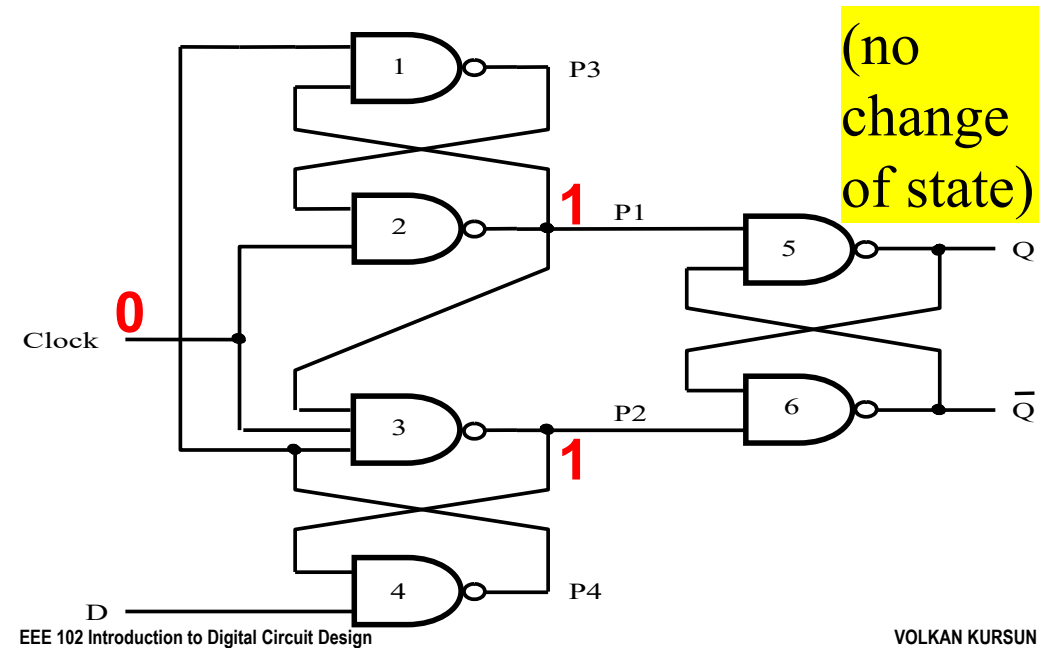 (no
change
of state)
1
P3
2
1
P1
5
Q
0
Clock
3
P2
6
Q̅
1
4
P4
D
EEE 102 Introduction to Digital Circuit Design
VOLKAN KURSUN